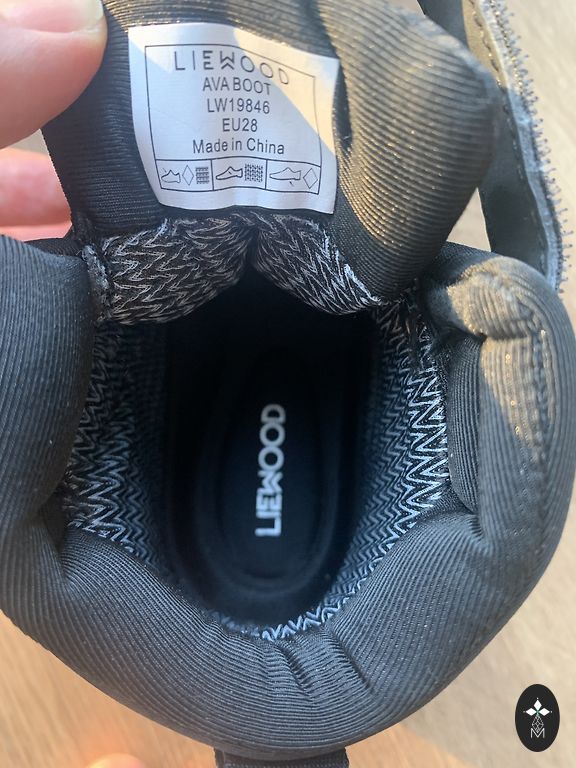 LIEWOOD
AVA BOOT
LW19846
EU28
Made in China
LIEWOOD
M